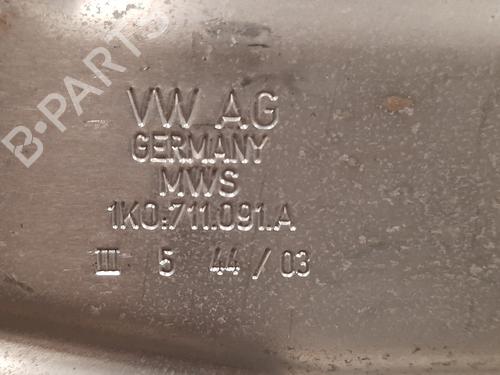 B-PARTS
VW AG
GERMANY
MWS
1K0.711.091.A
III 5 44/03